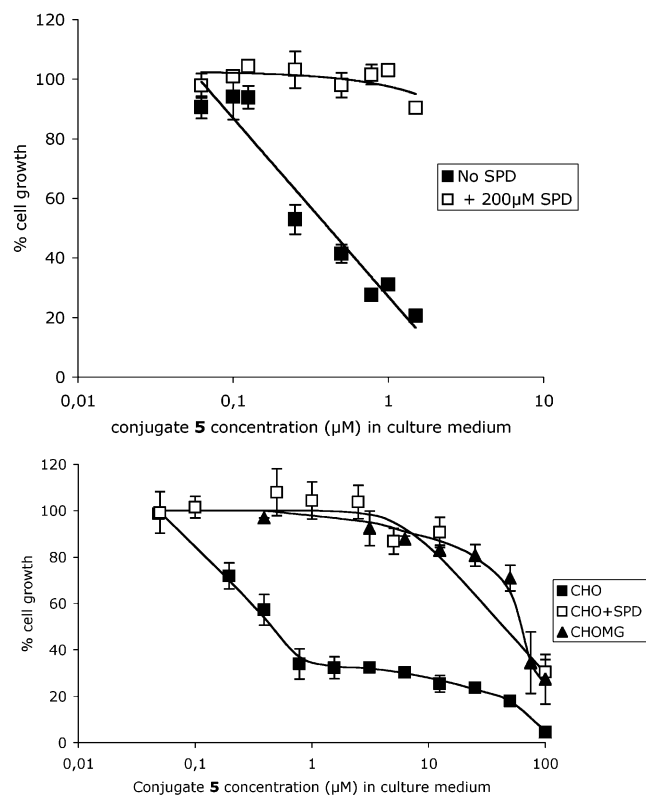 120
100
80
60
40
20
0
% cell growth
No SPD
+ 200µM SPD
0,01
0,1
1
10
conjugate 5 concentration (µM) in culture medium
120
100
80
60
40
20
0
% cell growth
CHO
CHO+SPD
CHOMG
0,01
0,1
1
10
100
Conjugate 5 concentration (µM) in culture medium